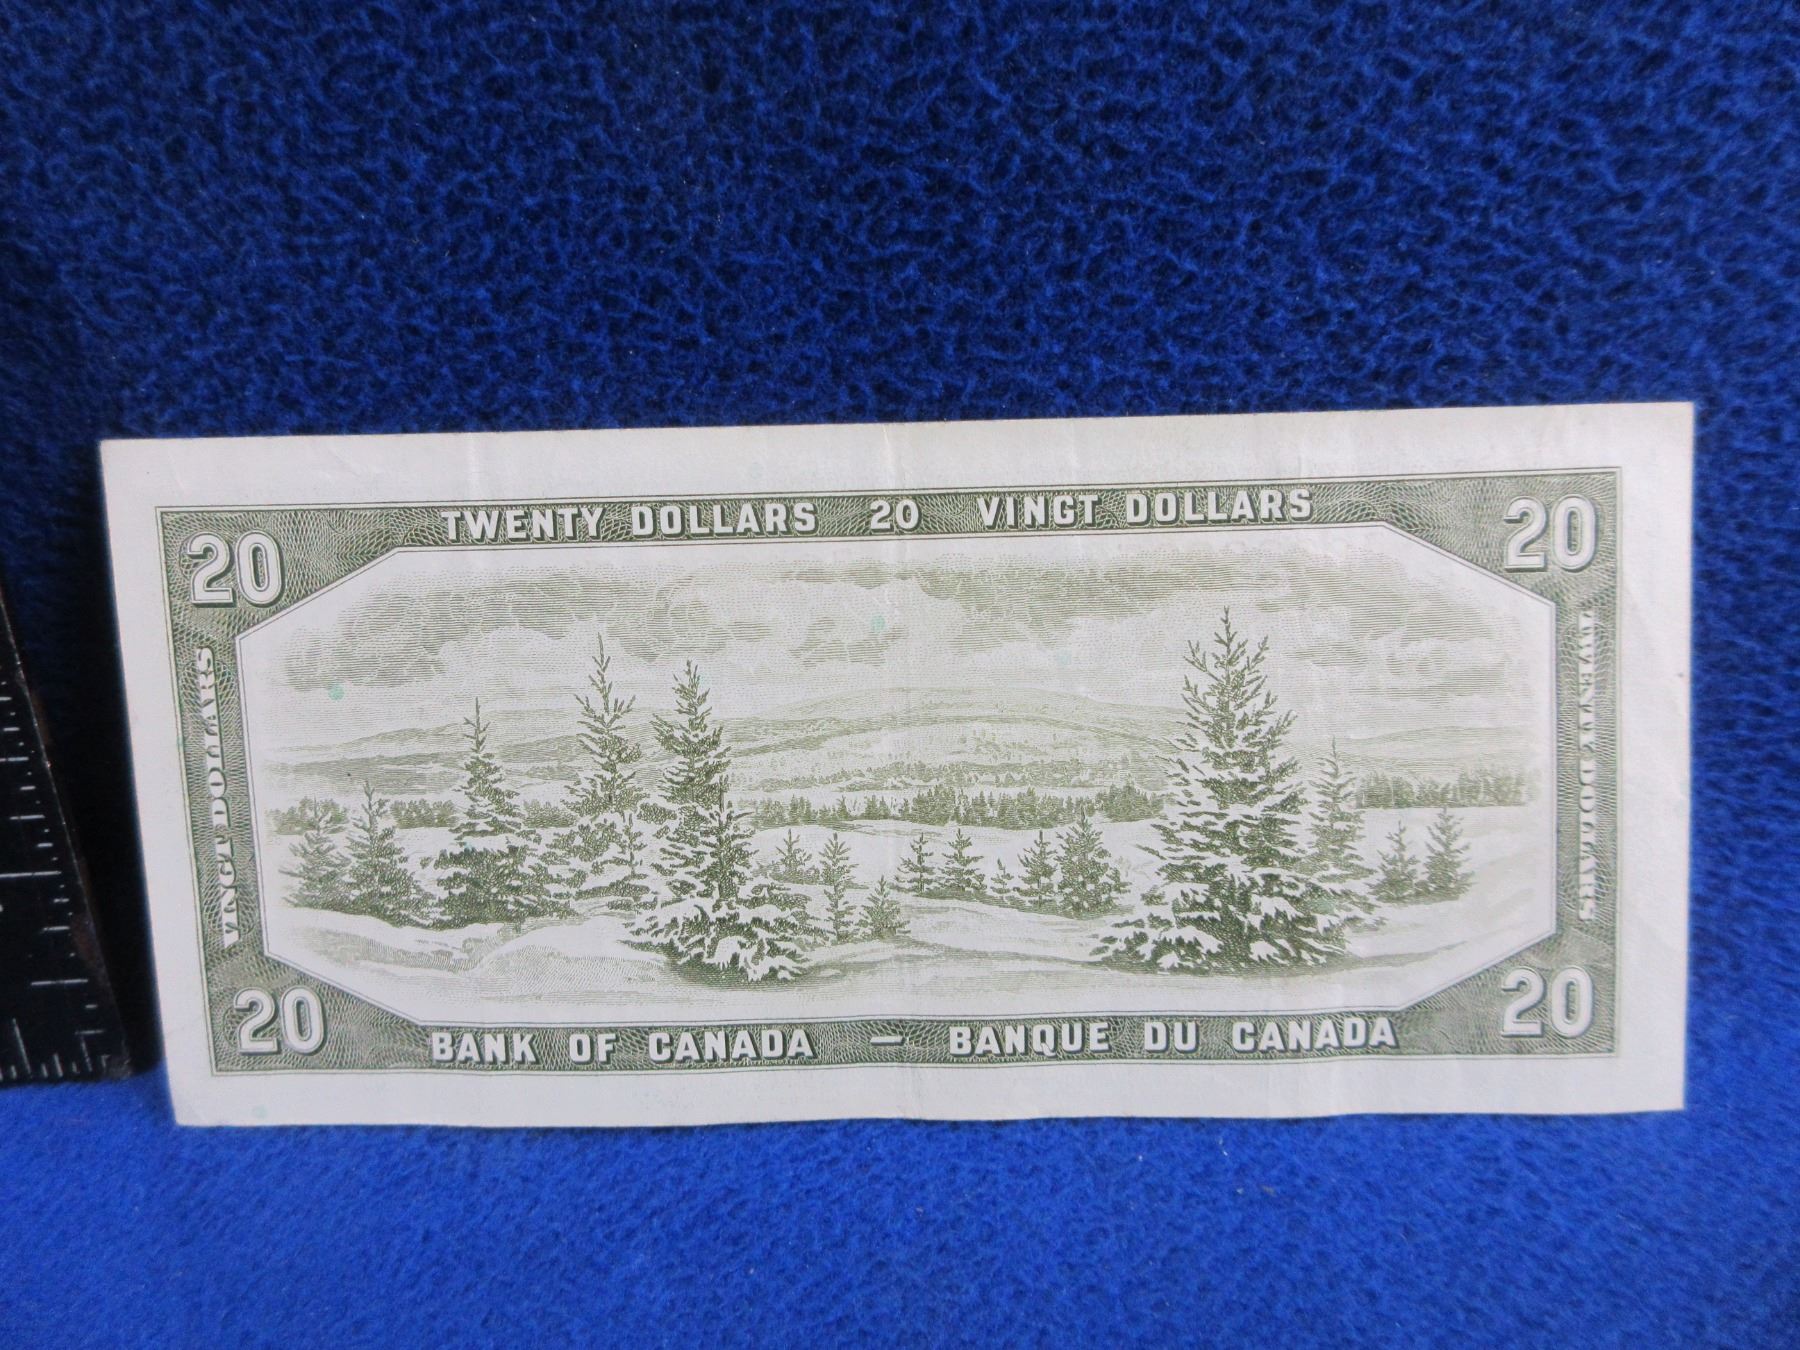 TWENTY DOLLARS 20 VINGT DOLLARS
20
20
VINGT DOLLARS
TWENTY DOLLARS
20
20
BANK OF CANADA — BANQUE DU CANADA